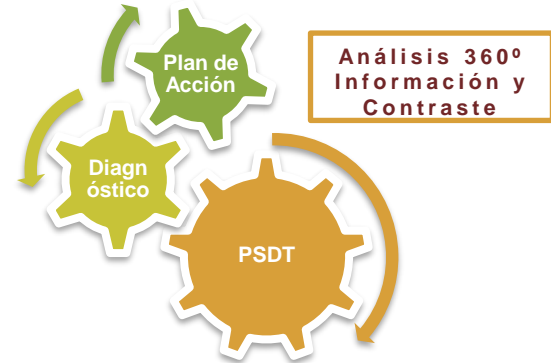 Plan de
Acción
Análisis 360º
Información y
Contraste
Diagn
óstico
PSDT